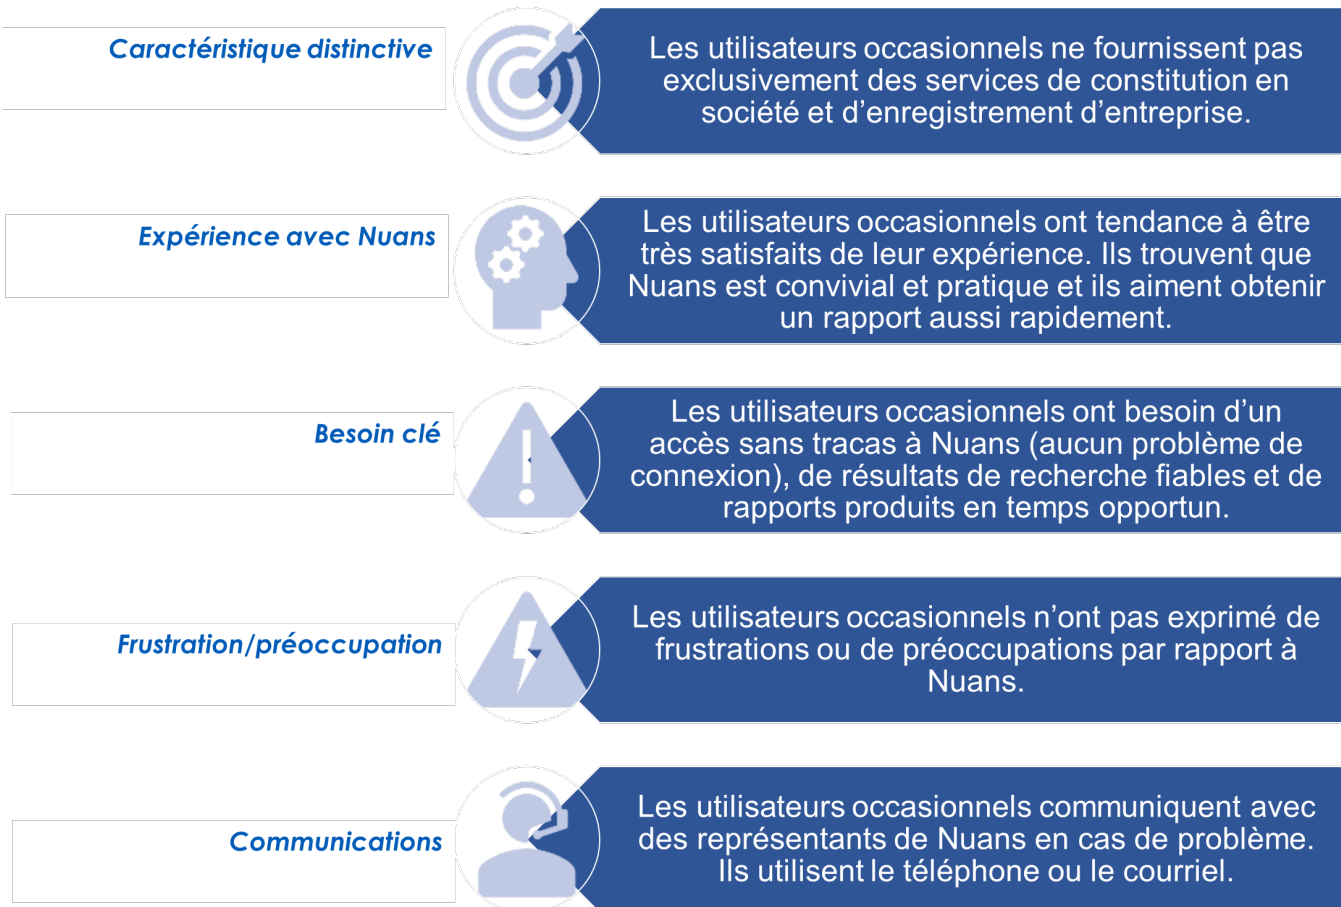 Caractéristique distinctive
Les utilisateurs occasionnels ne fournissent pas
exclusivement des services de constitution en
société et d’enregistrement d’entreprise.
Expérience avec Nuans
Les utilisateurs occasionnels ont tendance à être
très satisfaits de leur expérience. Ils trouvent que
Nuans est convivial et pratique et ils aiment obtenir
un rapport aussi rapidement.
Besoin clé
Les utilisateurs occasionnels ont besoin d’un
accès sans tracas à Nuans (aucun problème de
connexion), de résultats de recherche fiables et de
rapports produits en temps opportun.
Frustration/préoccupation
Les utilisateurs occasionnels n’ont pas exprimé de
frustrations ou de préoccupations par rapport à
Nuans.
Communications
Les utilisateurs occasionnels communiquent avec
des représentants de Nuans en cas de problème.
Ils utilisent le téléphone ou le courriel.